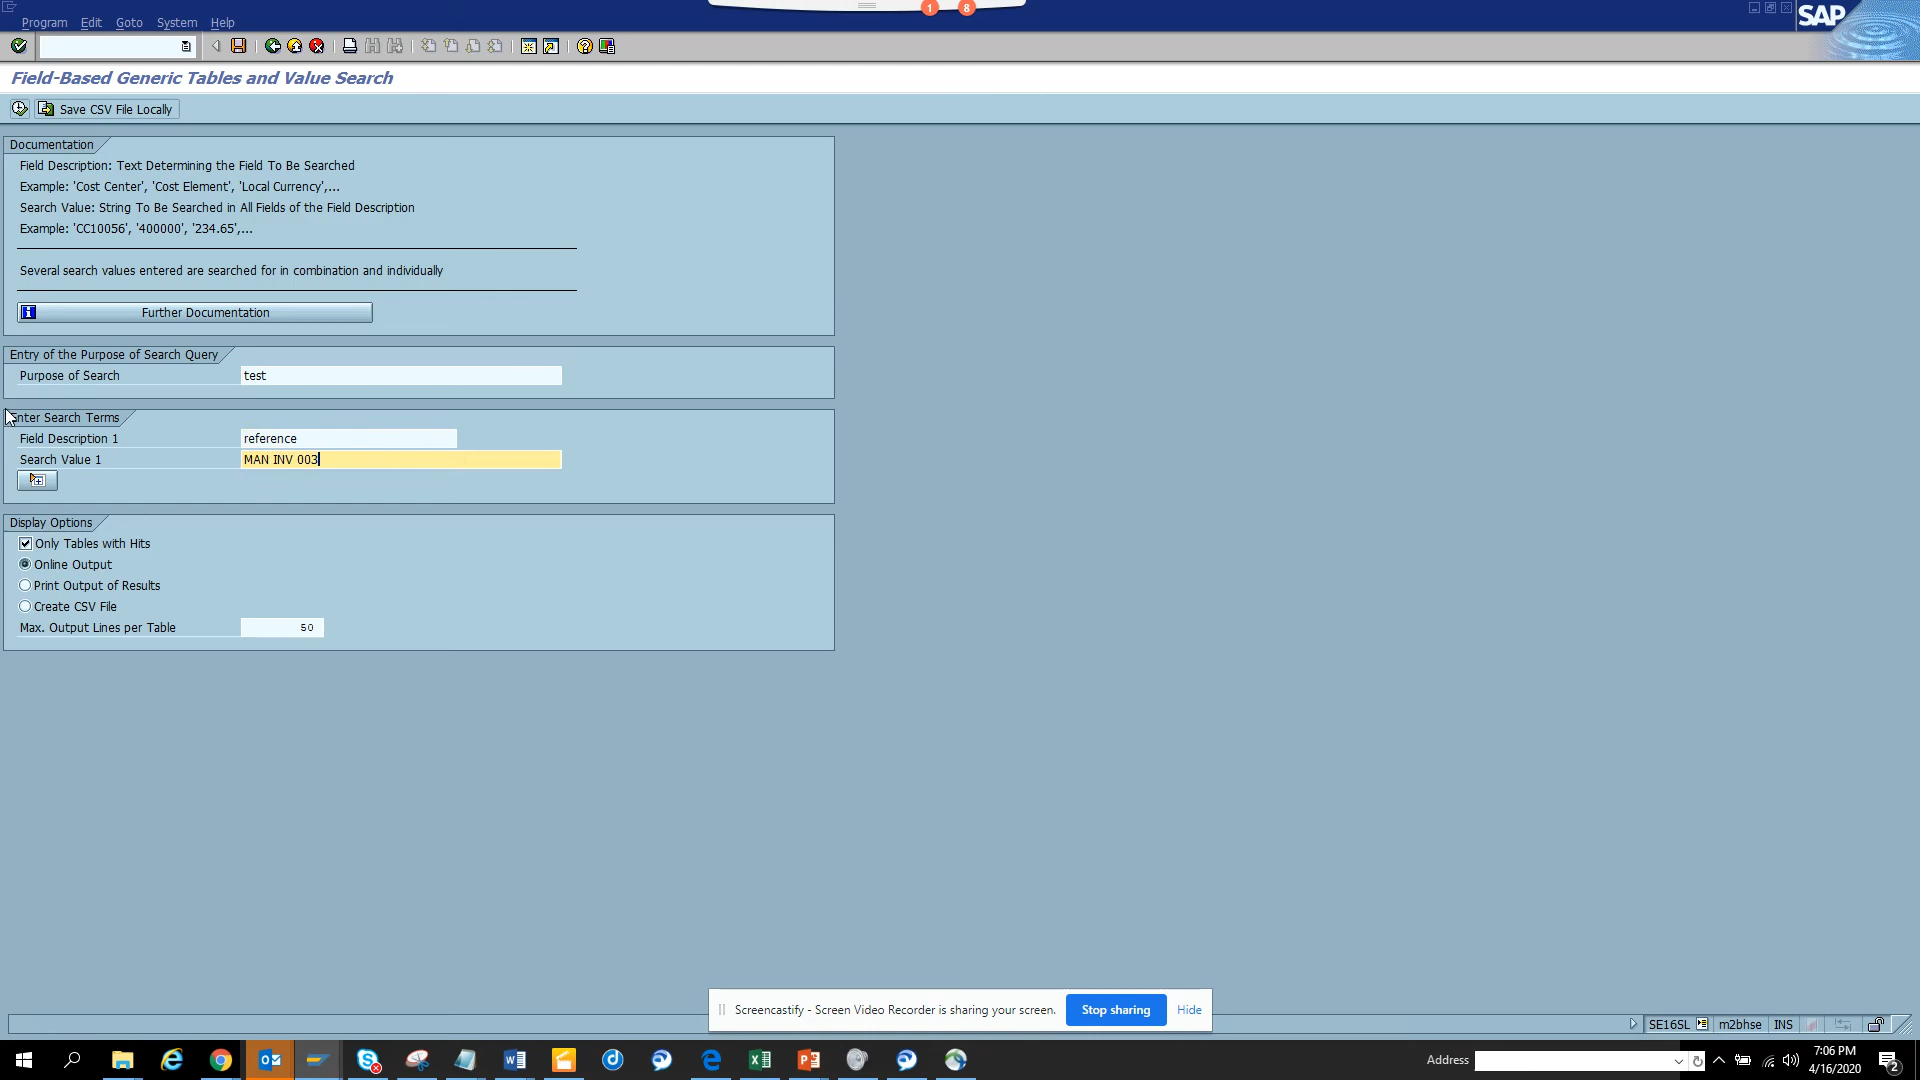 Program Edit Goto System Help
1 8
SAP
Field-Based Generic Tables and Value Search
Save CSV File Locally
Documentation
Field Description: Text Determining the Field To Be Searched
Example: 'Cost Center', 'Cost Element', 'Local Currency',...
Search Value: String To Be Searched in All Fields of the Field Description
Example: 'CC10056', '400000', '234.65',...
Several search values entered are searched for in combination and individually
Further Documentation
Entry of the Purpose of Search Query
Purpose of Search test
Enter Search Terms
Field Description 1 reference
Search Value 1 MAN INV 003
Display Options
Only Tables with Hits
Online Output
Print Output of Results
Create CSV File
Max. Output Lines per Table 50
Screencastify - Screen Video Recorder is sharing your screen. Stop sharing Hide
SE16SL m2bhse INS
Address
7:06 PM
4/16/2020
2